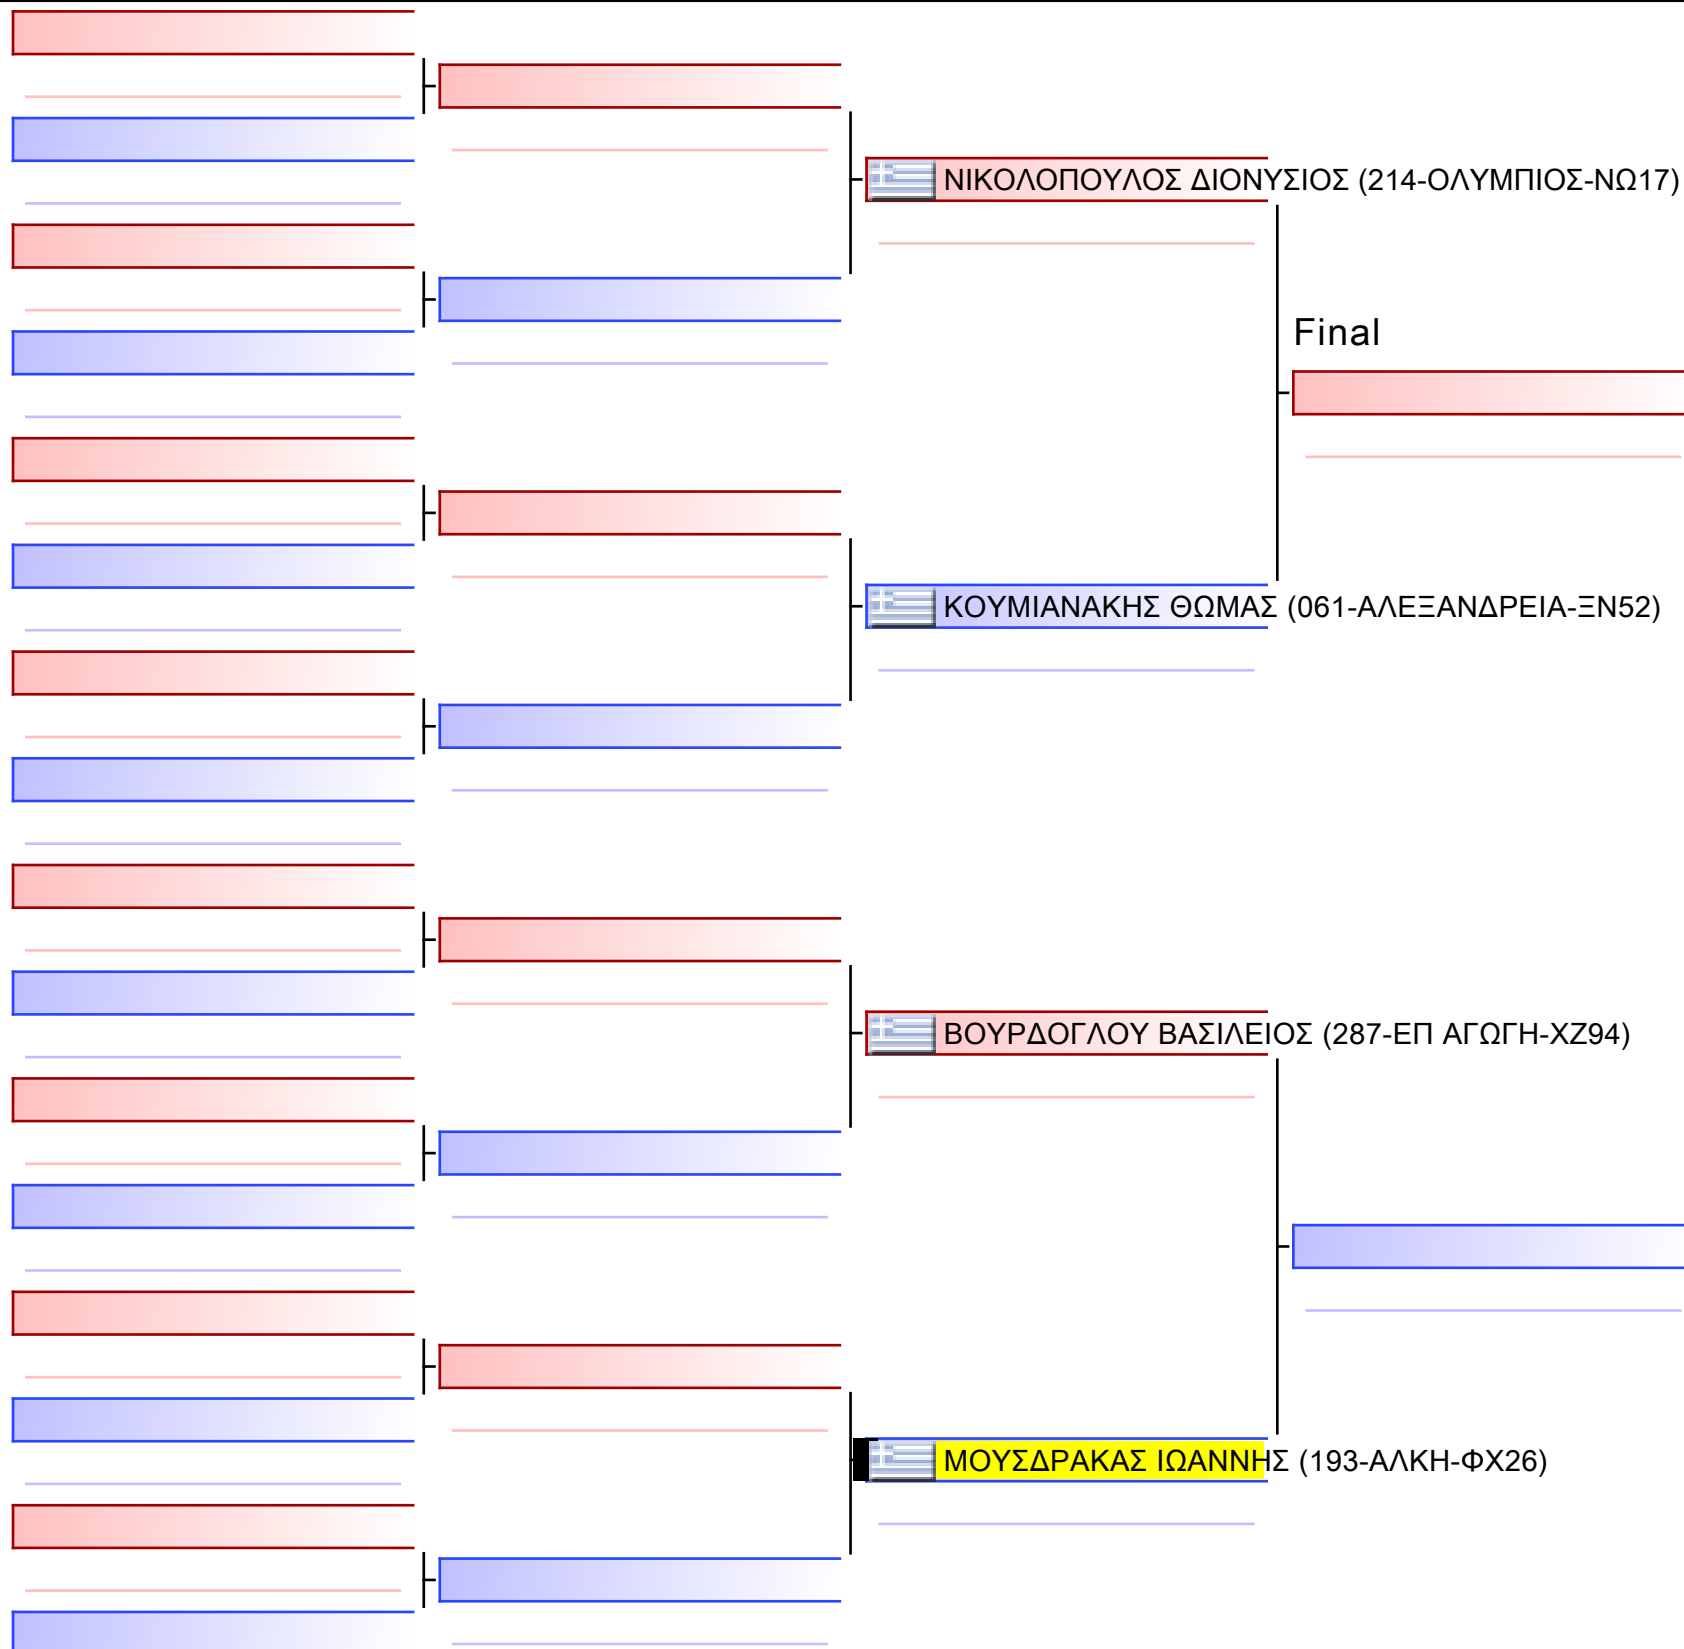 ΝΙΚΟΛΟΠΟΥΛΟΣ ΔΙΟΝΥΣΙΟΣ (214-ΟΛΥΜΠΙΟΣ-ΝΩ17)
Final
ΚΟΥΜΙΑΝΑΚΗΣ ΘΩΜΑΣ (061-ΑΛΕΞΑΝΔΡΕΙΑ-ΞΝ52)
ΒΟΥΡΔΟΓΛΟΥ ΒΑΣΙΛΕΙΟΣ (287-ΕΠ ΑΓΩΓΗ-ΧΖ94)
ΜΟΥΣΔΡΑΚΑΣ ΙΩΑΝΝΗΣ (193-ΑΛΚΗ-ΦΧ26)